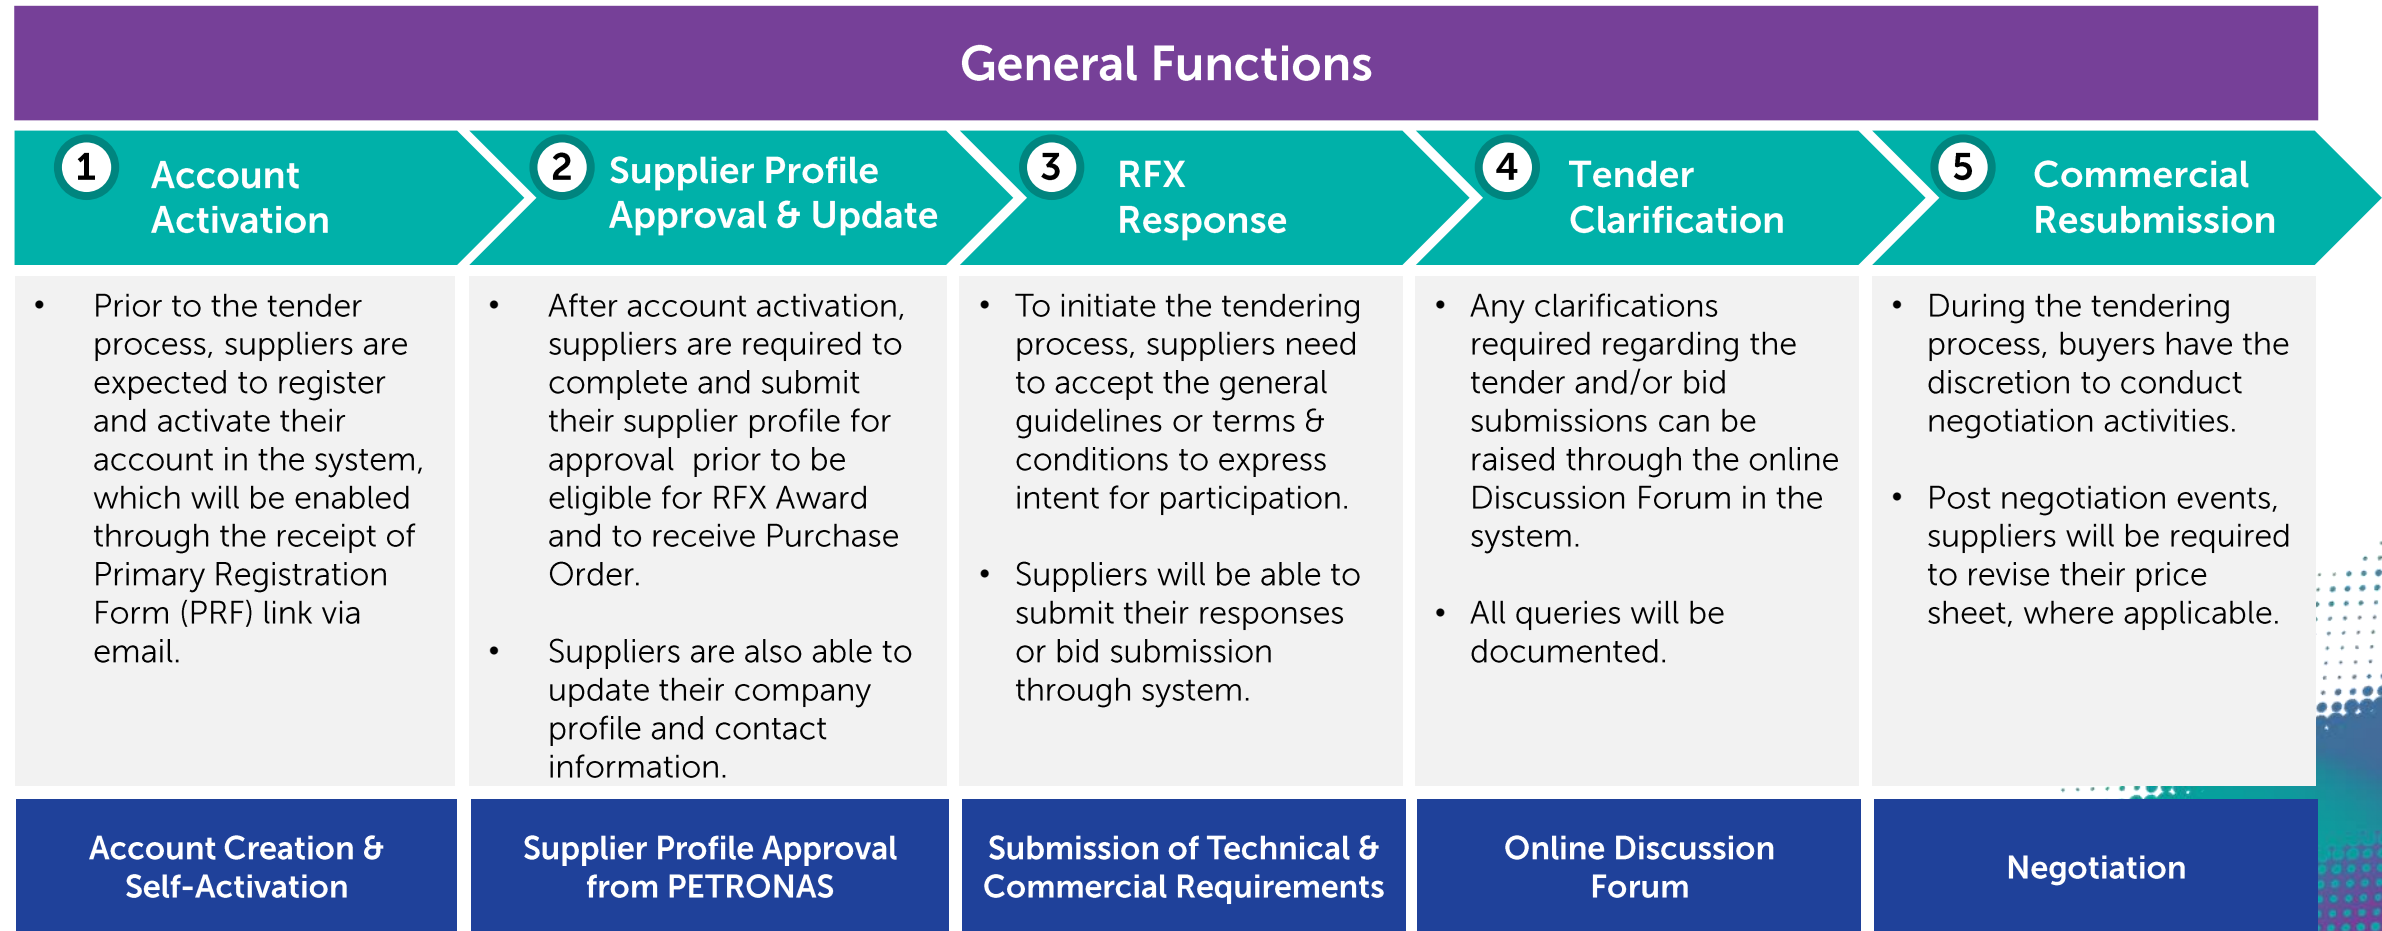 General Functions
1
Account
Activation
2
Supplier Profile
Approval & Update
3
RFX
Response
4
Tender
Clarification
5
Commercial
Resubmission
• Prior to the tender
process, suppliers are
expected to register
and activate their
account in the system,
which will be enabled
through the receipt of
Primary Registration
Form (PRF) link via
email.
• After account activation,
suppliers are required to
complete and submit
their supplier profile for
approval  prior to be
eligible for RFX Award
and to receive Purchase
Order.
• Suppliers are also able to
update their company
profile and contact
information.
• To initiate the tendering
process, suppliers need
to accept the general
guidelines or terms &
conditions to express
intent for participation.
• Suppliers will be able to
submit their responses
or bid submission
through system.
• Any clarifications
required regarding the
tender and/or bid
submissions can be
raised through the online
Discussion Forum in the
system.
• All queries will be
documented.
• During the tendering
process, buyers have the
discretion to conduct
negotiation activities.
• Post negotiation events,
suppliers will be required
to revise their price
sheet, where applicable.
Account Creation &
Self-Activation
Supplier Profile Approval
from PETRONAS
Submission of Technical &
Commercial Requirements
Online Discussion
Forum
Negotiation